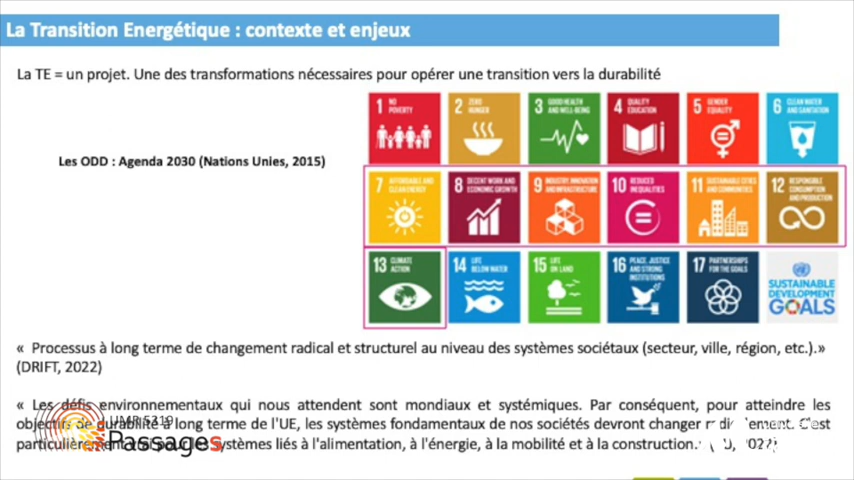 La Transition Energétique : contexte et enjeux
La TE = un projet. Une des transformations nécessaires pour opérer une transition vers la durabilité
Les ODD : Agenda 2030 (Nations Unies, 2015)
1 NO POVERTY
2 ZERO HUNGER
3 GOOD HEALTH AND WELL-BEING
4 QUALITY EDUCATION
5 GENDER EQUALITY
6 CLEAN WATER AND SANITATION
7 AFFORDABLE AND CLEAN ENERGY
8 DECENT WORK AND ECONOMIC GROWTH
9 INDUSTRY, INNOVATION AND INFRASTRUCTURE
10 REDUCED INEQUALITIES
11 SUSTAINABLE CITIES AND COMMUNITIES
12 RESPONSIBLE CONSUMPTION AND PRODUCTION
13 CLIMATE ACTION
14 LIFE BELOW WATER
15 LIFE ON LAND
16 PEACE, JUSTICE AND STRONG INSTITUTIONS
17 PARTNERSHIPS FOR THE GOALS
SUSTAINABLE
DEVELOPMENT
GOALS
« Processus à long terme de changement radical et structurel au niveau des systèmes sociétaux (secteur, ville, région, etc.).»
(DRIFT, 2022)
« Les défis environnementaux qui nous attendent sont mondiaux et systémiques. Par conséquent, pour atteindre les
objectifs de durabilité à long terme de l'UE, les systèmes fondamentaux de nos sociétés devront changer
particulièrement systèmes liés à l'alimentation, à l'énergie, à la mobilité et à la construction.
UMR 5319
Passages